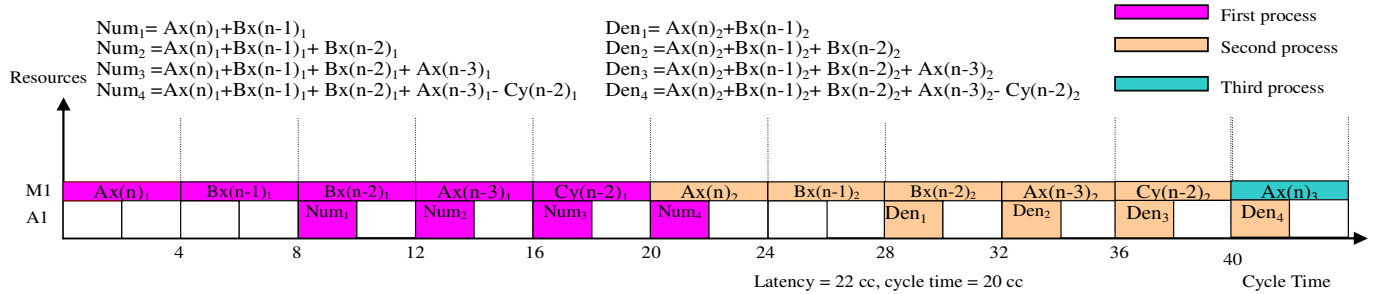 Num₁= Ax(n)₁+Bx(n-1)₁
Num₂ =Ax(n)₁+Bx(n-1)₁+ Bx(n-2)₁
Num₃ =Ax(n)₁+Bx(n-1)₁+ Bx(n-2)₁+ Ax(n-3)₁
Num₄ =Ax(n)₁+Bx(n-1)₁+ Bx(n-2)₁+ Ax(n-3)₁- Cy(n-2)₁
Den₁= Ax(n)₂+Bx(n-1)₂
Den₂ =Ax(n)₂+Bx(n-1)₂+ Bx(n-2)₂
Den₃ =Ax(n)₂+Bx(n-1)₂+ Bx(n-2)₂+ Ax(n-3)₂
Den₄ =Ax(n)₂+Bx(n-1)₂+ Bx(n-2)₂+ Ax(n-3)₂- Cy(n-2)₂
First process
Second process
Third process
Resources
M1 Ax(n)₁ Bx(n-1)₁ Bx(n-2)₁ Ax(n-3)₁ Cy(n-2)₁ Ax(n)₂ Bx(n-1)₂ Bx(n-2)₂ Ax(n-3)₂ Cy(n-2)₂ Ax(n)₃
A1 Num₁ Num₂ Num₃ Num₄ Den₁ Den₂ Den₃ Den₄
4 8 12 16 20 24 28 32 36 40
Latency = 22 cc, cycle time = 20 cc Cycle Time